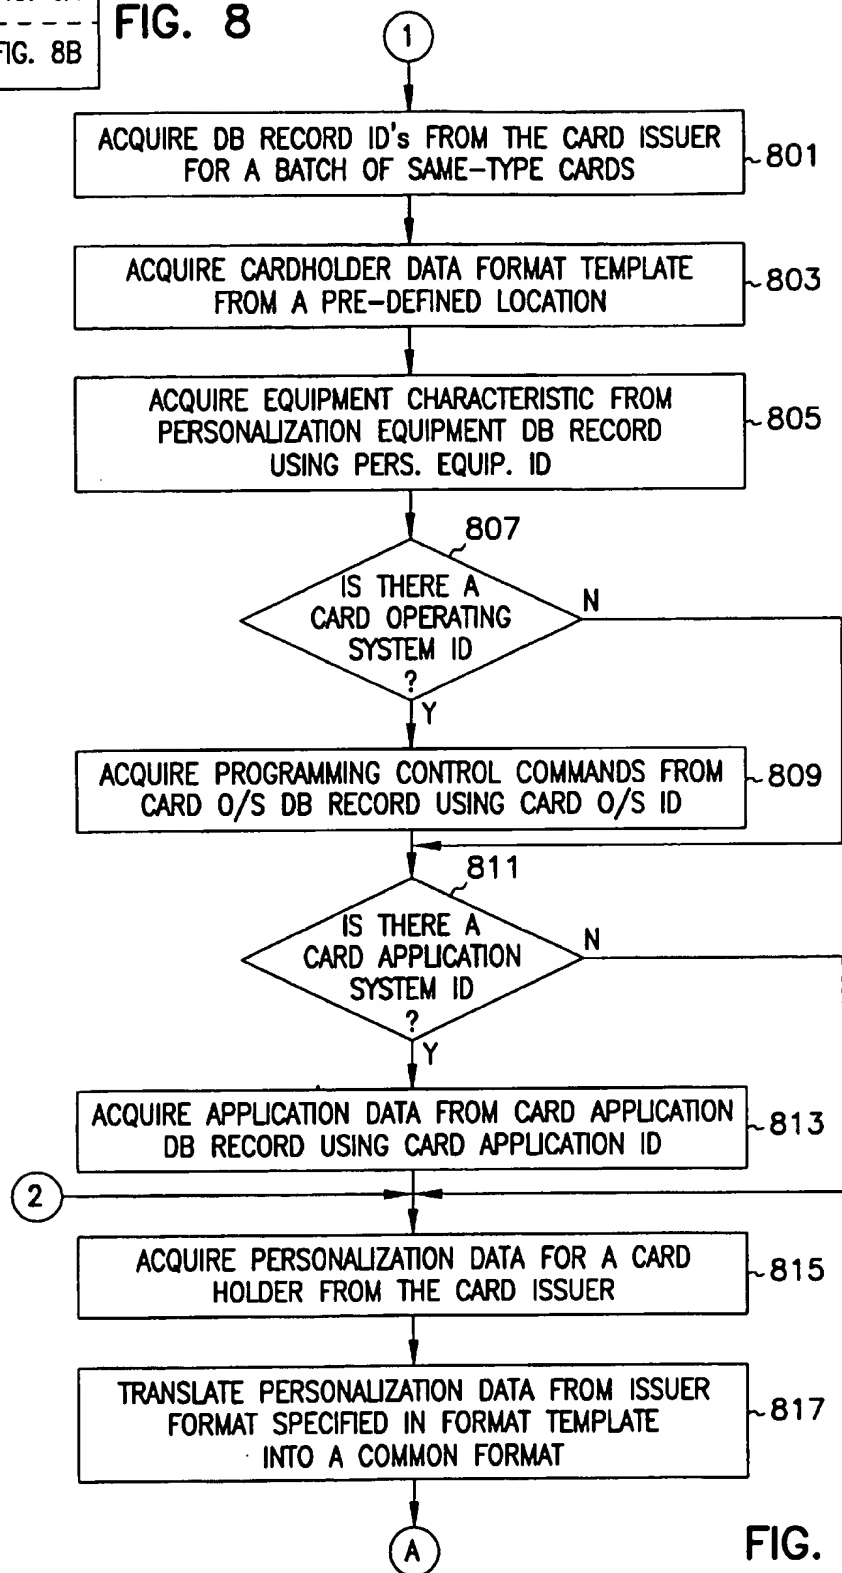 FIG. 8B
FIG. 8
1
ACQUIRE DB RECORD ID's FROM THE CARD ISSUER
FOR A BATCH OF SAME-TYPE CARDS
801
ACQUIRE CARDHOLDER DATA FORMAT TEMPLATE
FROM A PRE-DEFINED LOCATION
803
ACQUIRE EQUIPMENT CHARACTERISTIC FROM
PERSONALIZATION EQUIPMENT DB RECORD
USING PERS. EQUIP. ID
805
807
IS THERE A
CARD OPERATING
SYSTEM ID
?
N
Y
ACQUIRE PROGRAMMING CONTROL COMMANDS FROM
CARD O/S DB RECORD USING CARD O/S ID
809
811
IS THERE A
CARD APPLICATION
SYSTEM ID
?
N
Y
ACQUIRE APPLICATION DATA FROM CARD APPLICATION
DB RECORD USING CARD APPLICATION ID
813
2
ACQUIRE PERSONALIZATION DATA FOR A CARD
HOLDER FROM THE CARD ISSUER
815
TRANSLATE PERSONALIZATION DATA FROM ISSUER
FORMAT SPECIFIED IN FORMAT TEMPLATE
INTO A COMMON FORMAT
817
A
FIG.